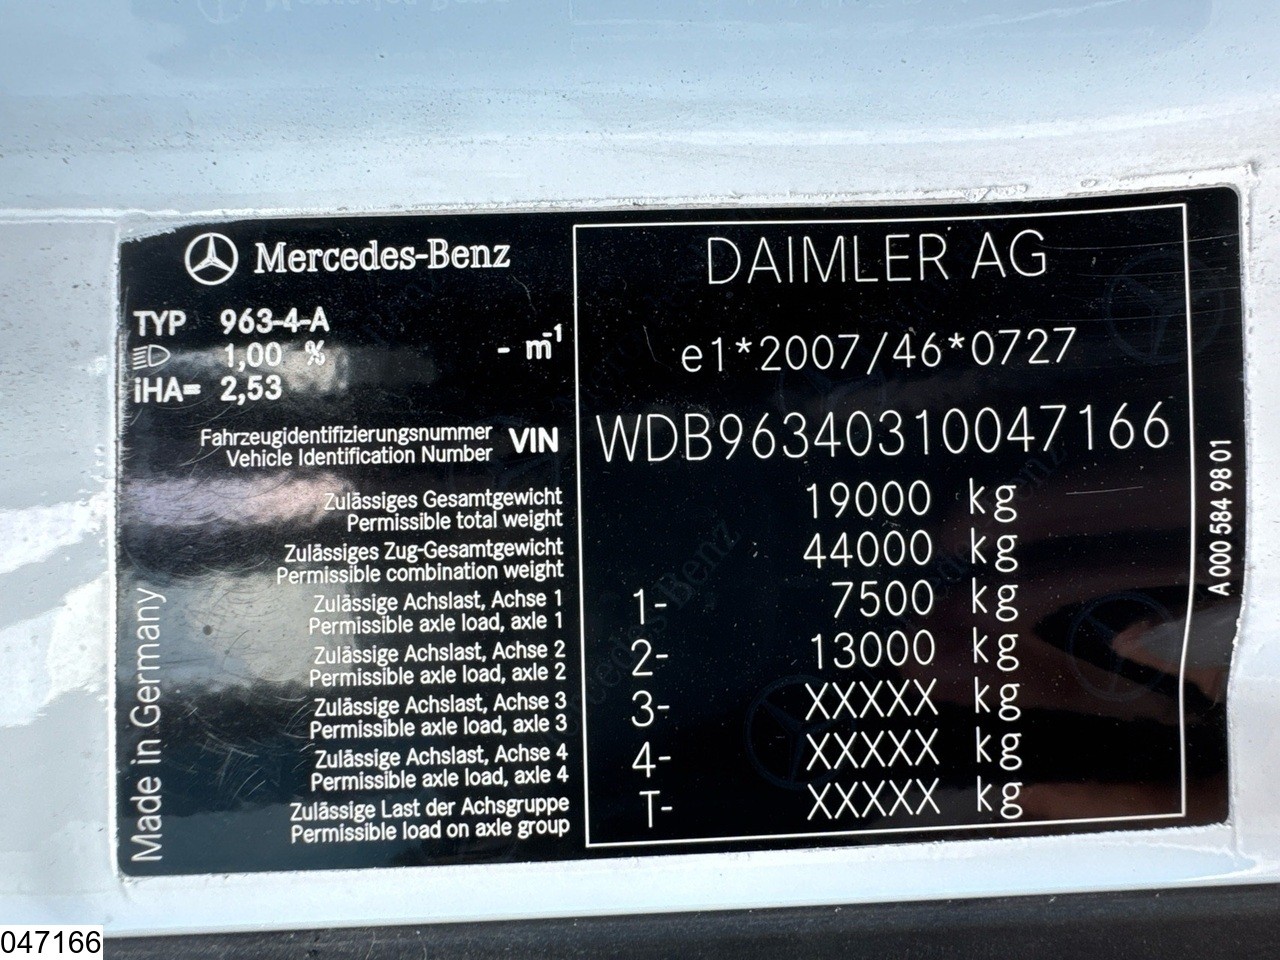 Mercedes-Benz
DAIMLER AG
TYP 963-4-A
1,00 % - m⁻¹
e1*2007/46*0727
iHA= 2,53
Fahrzeugidentifizierungsnummer
Vehicle Identification Number
VIN WDB96340310047166
Zulässiges Gesamtgewicht
Permissible total weight
19000 kg
Zulässiges Zug-Gesamtgewicht
Permissible combination weight
44000 kg
Zulässige Achslast, Achse 1
Permissible axle load, axle 1
1- 7500 kg
Zulässige Achslast, Achse 2
Permissible axle load, axle 2
2- 13000 kg
Zulässige Achslast, Achse 3
Permissible axle load, axle 3
3- XXXXX kg
Zulässige Achslast, Achse 4
Permissible axle load, axle 4
4- XXXXX kg
Zulässige Last der Achsgruppe
Permissible load on axle group
T- XXXXX kg
Made in Germany
A 000 584 98 01
047166